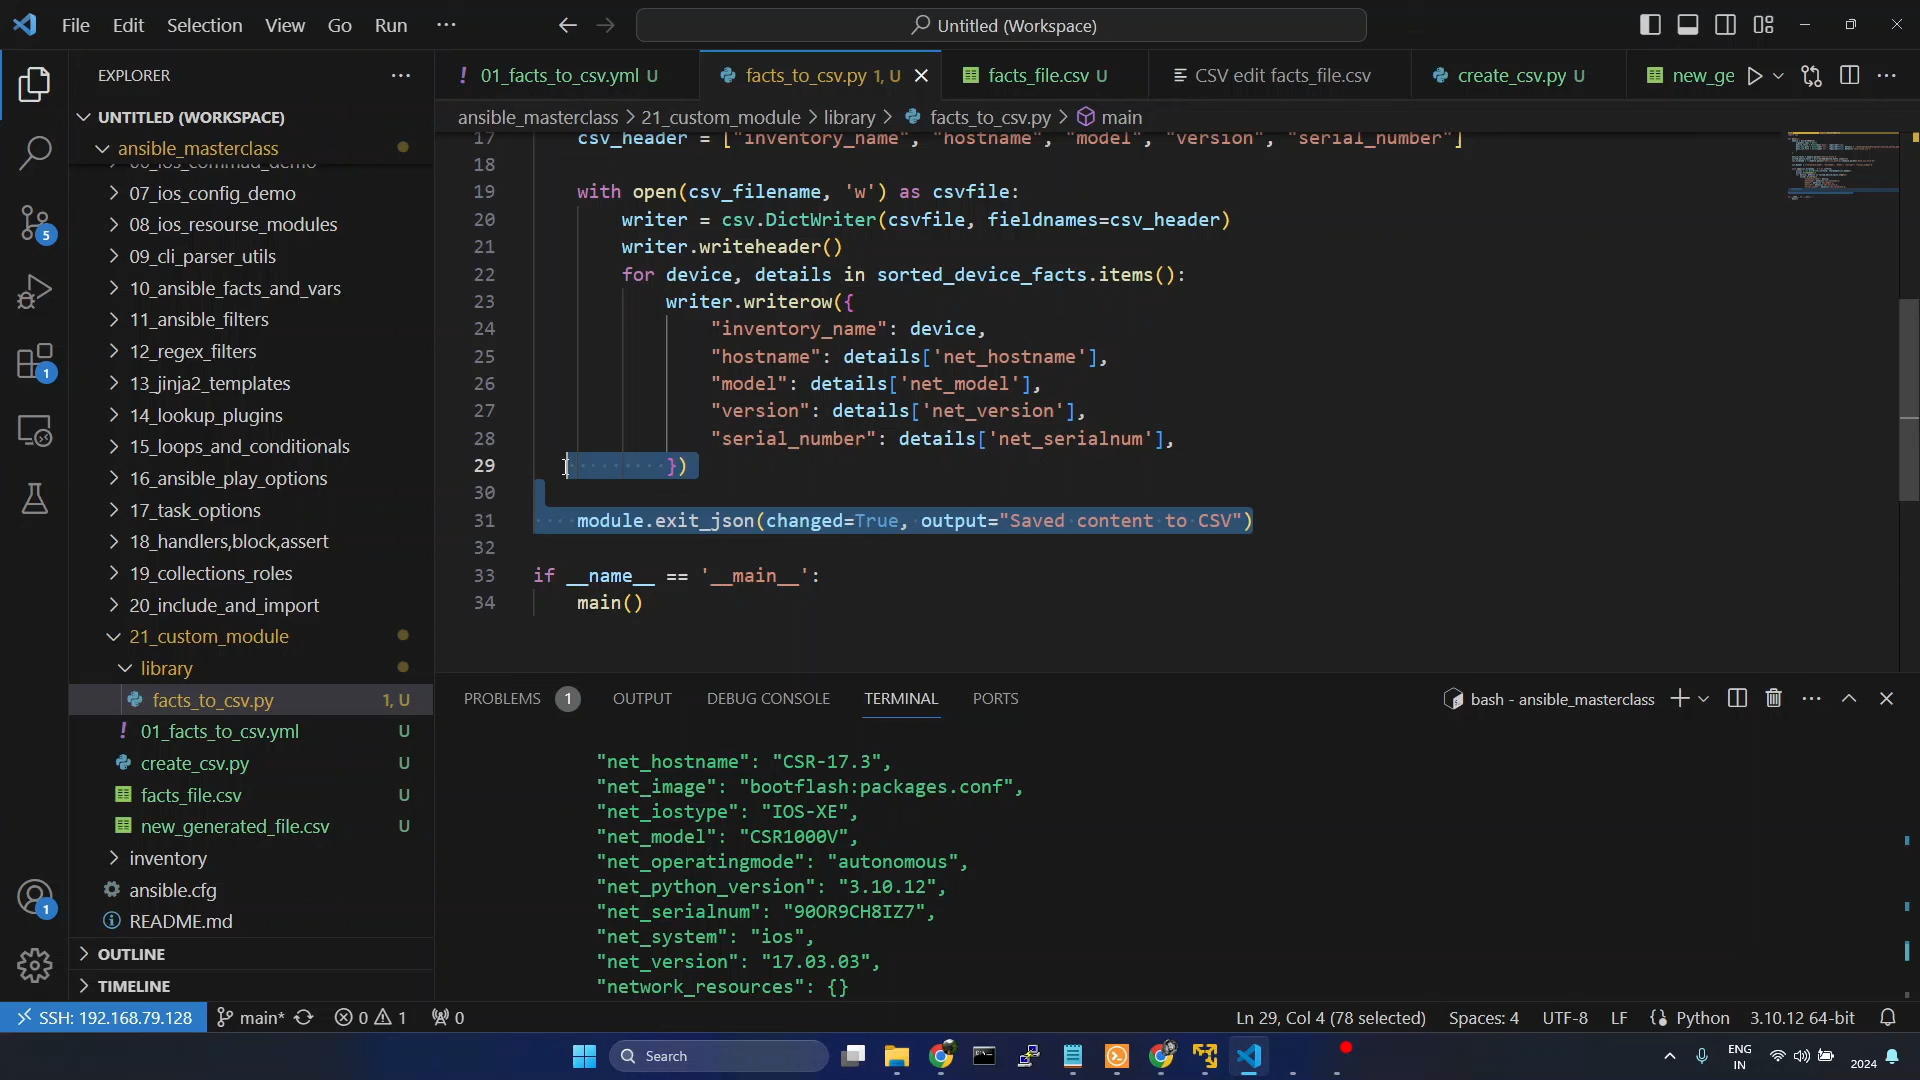 File Edit Selection View Go Run ···
Untitled (Workspace)
EXPLORER
UNTITLED (WORKSPACE)
ansible_masterclass
07_ios_config_demo
08_ios_resourse_modules
09_cli_parser_utils
10_ansible_facts_and_vars
11_ansible_filters
12_regex_filters
13_jinja2_templates
14_lookup_plugins
15_loops_and_conditionals
16_ansible_play_options
17_task_options
18_handlers,block,assert
19_collections_roles
20_include_and_import
21_custom_module
library
facts_to_csv.py 1, U
01_facts_to_csv.yml U
create_csv.py U
facts_file.csv U
new_generated_file.csv U
inventory
ansible.cfg
README.md
OUTLINE
TIMELINE
5
1
1
! 01_facts_to_csv.yml U
facts_to_csv.py 1, U
facts_file.csv U
CSV edit facts_file.csv
create_csv.py U
new_ge
ansible_masterclass > 21_custom_module > library > facts_to_csv.py > main
17 csv_header = ["inventory_name", "hostname", "model", "version", "serial_number"]
18
19 with open(csv_filename, 'w') as csvfile:
20 writer = csv.DictWriter(csvfile, fieldnames=csv_header)
21 writer.writeheader()
22 for device, details in sorted_device_facts.items():
23 writer.writerow({
24 "inventory_name": device,
25 "hostname": details['net_hostname'],
26 "model": details['net_model'],
27 "version": details['net_version'],
28 "serial_number": details['net_serialnum'],
29 })
30
31 module.exit_json(changed=True, output="Saved content to CSV")
32
33 if __name__ == '__main__':
34 main()
PROBLEMS 1 OUTPUT DEBUG CONSOLE TERMINAL PORTS
bash - ansible_masterclass
"net_hostname": "CSR-17.3",
"net_image": "bootflash:packages.conf",
"net_iostype": "IOS-XE",
"net_model": "CSR1000V",
"net_operatingmode": "autonomous",
"net_python_version": "3.10.12",
"net_serialnum": "90OR9CH8IZ7",
"net_system": "ios",
"net_version": "17.03.03",
"network_resources": {}
SSH: 192.168.79.128 main* 0 1 0
Ln 29, Col 4 (78 selected) Spaces: 4 UTF-8 LF Python 3.10.12 64-bit
Search
ENG
IN
2024